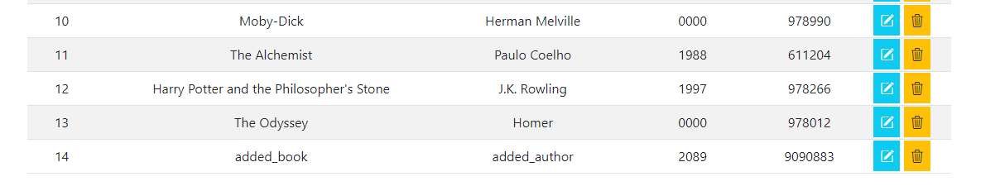 10 Moby-Dick Herman Melville 0000 978990
11 The Alchemist Paulo Coelho 1988 611204
12 Harry Potter and the Philosopher's Stone J.K. Rowling 1997 978266
13 The Odyssey Homer 0000 978012
14 added_book added_author 2089 9090883